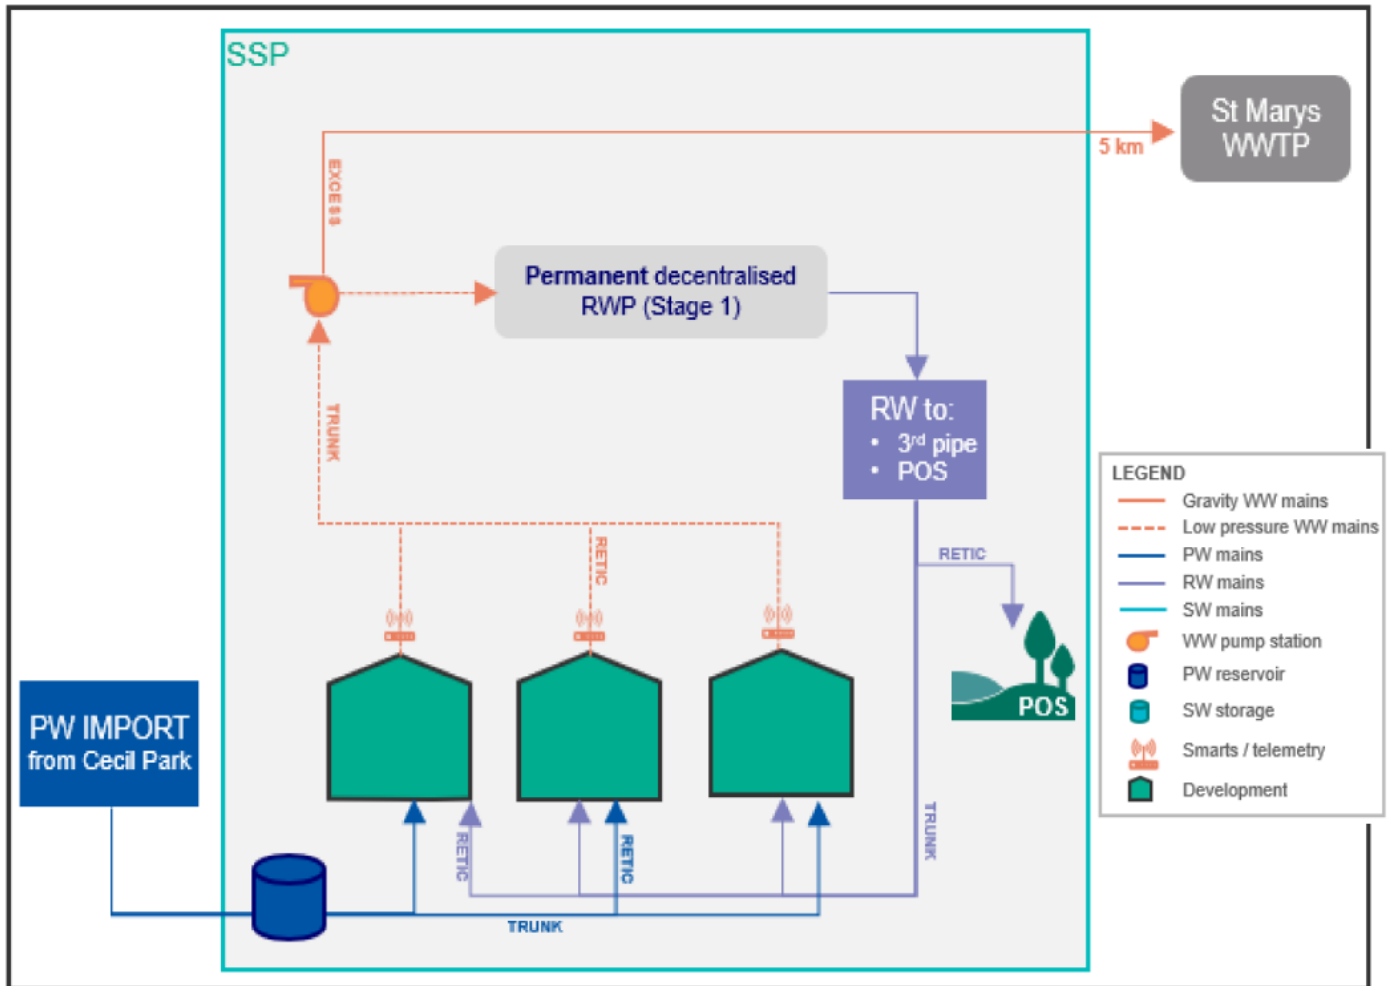 SSP
St Marys
WWTP
5 km
EXCESS
Permanent decentralised
RWP (Stage 1)
TRUNK
RW to:
• 3rd pipe
• POS
RETIC
RETIC
POS
PW IMPORT
from Cecil Park
RETIC
RETIC
TRUNK
TRUNK
LEGEND
Gravity WW mains
Low pressure WW mains
PW mains
RW mains
SW mains
WW pump station
PW reservoir
SW storage
Smarts / telemetry
Development